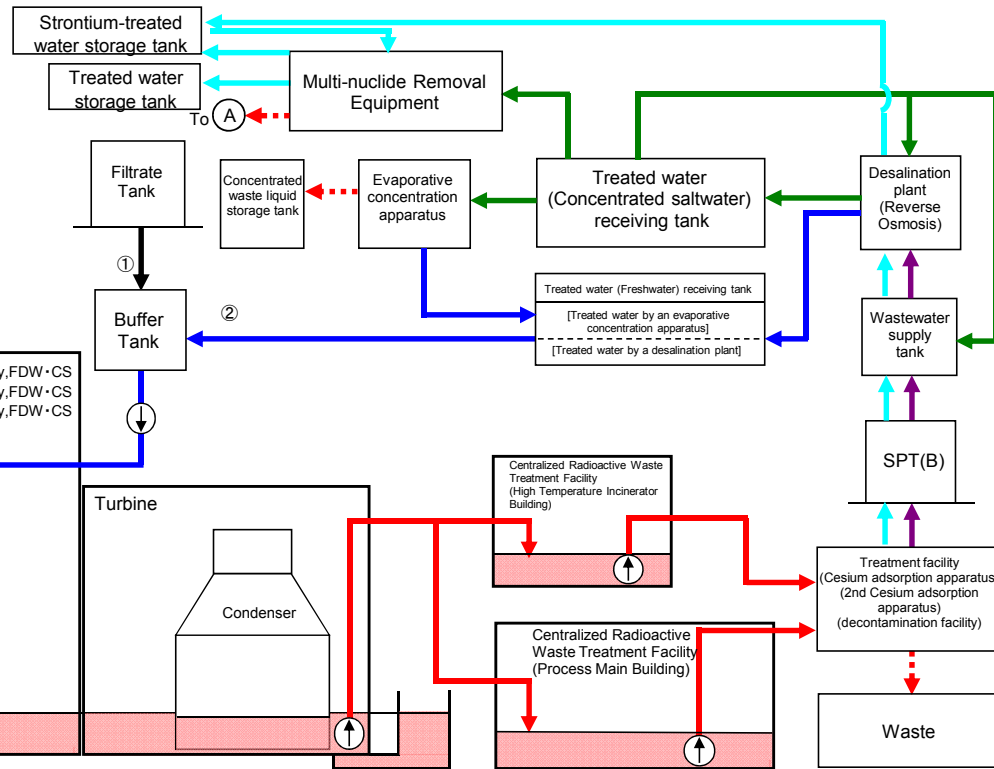 Strontium-treated
water storage tank
Treated water
storage tank
To A
Multi-nuclide Removal
Equipment
Filtrate
Tank
Concentrated
waste liquid
storage tank
Evaporative
concentration
apparatus
Treated water
(Concentrated saltwater)
receiving tank
Desalination
plant
(Reverse
Osmosis)
①
Buffer
Tank
②
Treated water (Freshwater) receiving tank
[Treated water by an evaporative
concentration apparatus]
[Treated water by a desalination plant]
Wastewater
supply
tank
y,FDW・CS
y,FDW・CS
y,FDW・CS
SPT(B)
Turbine
Condenser
Centralized Radioactive Waste
Treatment Facility
(High Temperature Incinerator
Building)
Centralized Radioactive
Waste Treatment Facility
(Process Main Building)
Treatment facility
(Cesium adsorption apparatus
(2nd Cesium adsorption
apparatus)
(decontamination facility)
Waste